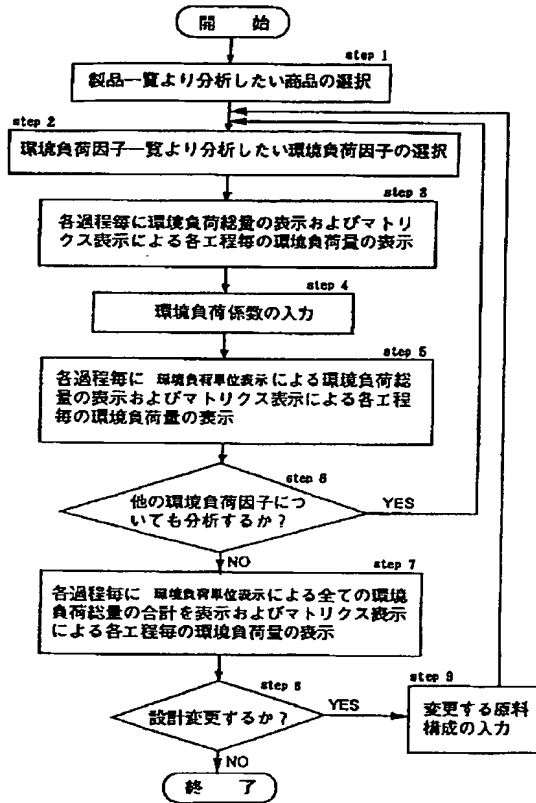 開 始
step 1
製品一覧より分析したい商品の選択
step 2
環境負荷因子一覧より分析したい環境負荷因子の選択
step 3
各過程毎に環境負荷総量の表示およびマトリ
クス表示による各工程毎の環境負荷量の表示
step 4
環境負荷係数の入力
step 5
各過程毎に 環境負荷単位表示による環境負荷総
量の表示およびマトリクス表示による各工程
毎の環境負荷量の表示
step 6
他の環境負荷因子につ
いても分析するか？
YES
NO
step 7
各過程毎に 環境負荷単位表示による全ての環境
負荷総量の合計を表示およびマトリクス表示
による各工程毎の環境負荷量の表示
step 8
設計変更するか？
YES
step 9
変更する原料
構成の入力
NO
終 了